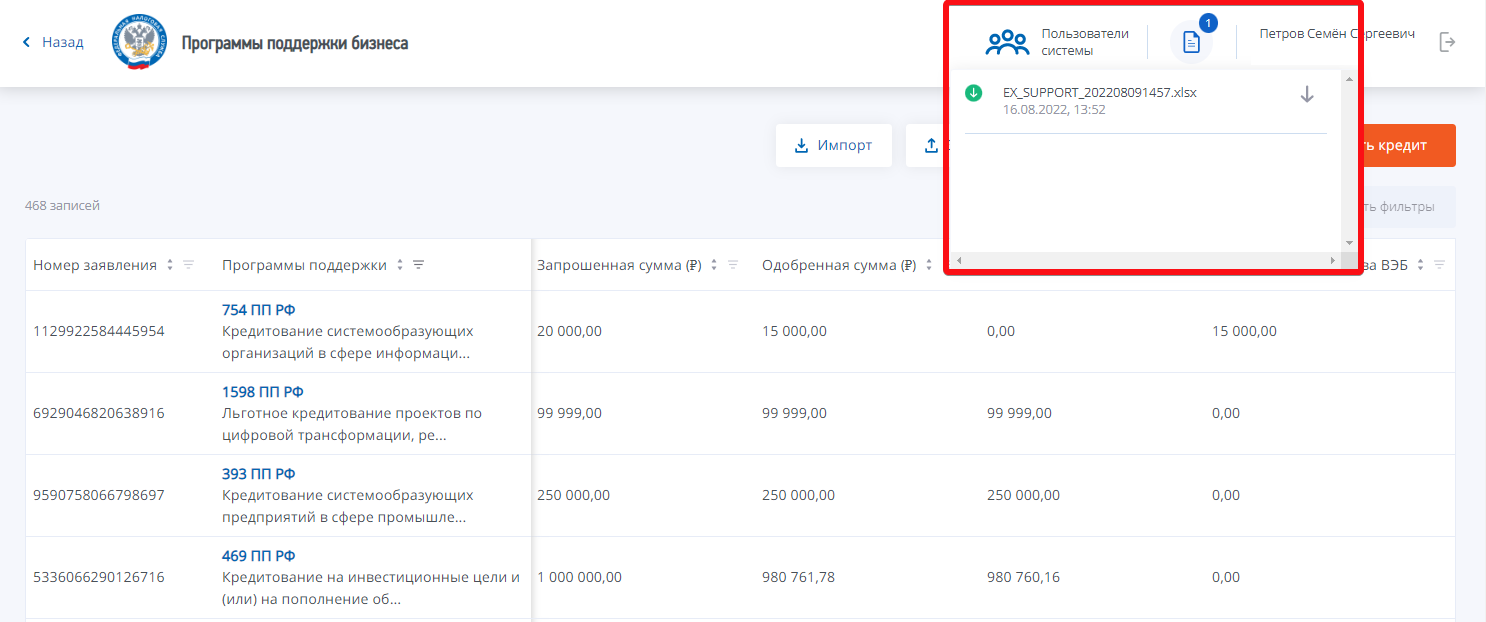 Назад
Программы поддержки бизнеса
Пользователи
системы
1
Петров Семён Сергеевич
EX_SUPPORT_202208091457.xlsx
16.08.2022, 13:52
Импорт
ть кредит
468 записей
ть фильтры
Номер заявления
Программы поддержки
Запрошенная сумма (₽)
Одобренная сумма (₽)
ва ВЭБ
1129922584445954
754 ПП РФ
Кредитование системообразующих
организаций в сфере информаци...
20 000,00
15 000,00
0,00
15 000,00
6929046820638916
1598 ПП РФ
Льготное кредитование проектов по
цифровой трансформации, ре...
99 999,00
99 999,00
99 999,00
0,00
9590758066798697
393 ПП РФ
Кредитование системообразующих
предприятий в сфере промышле...
250 000,00
250 000,00
250 000,00
0,00
5336066290126716
469 ПП РФ
Кредитование на инвестиционные цели и
(или) на пополнение об...
1 000 000,00
980 761,78
980 760,16
0,00